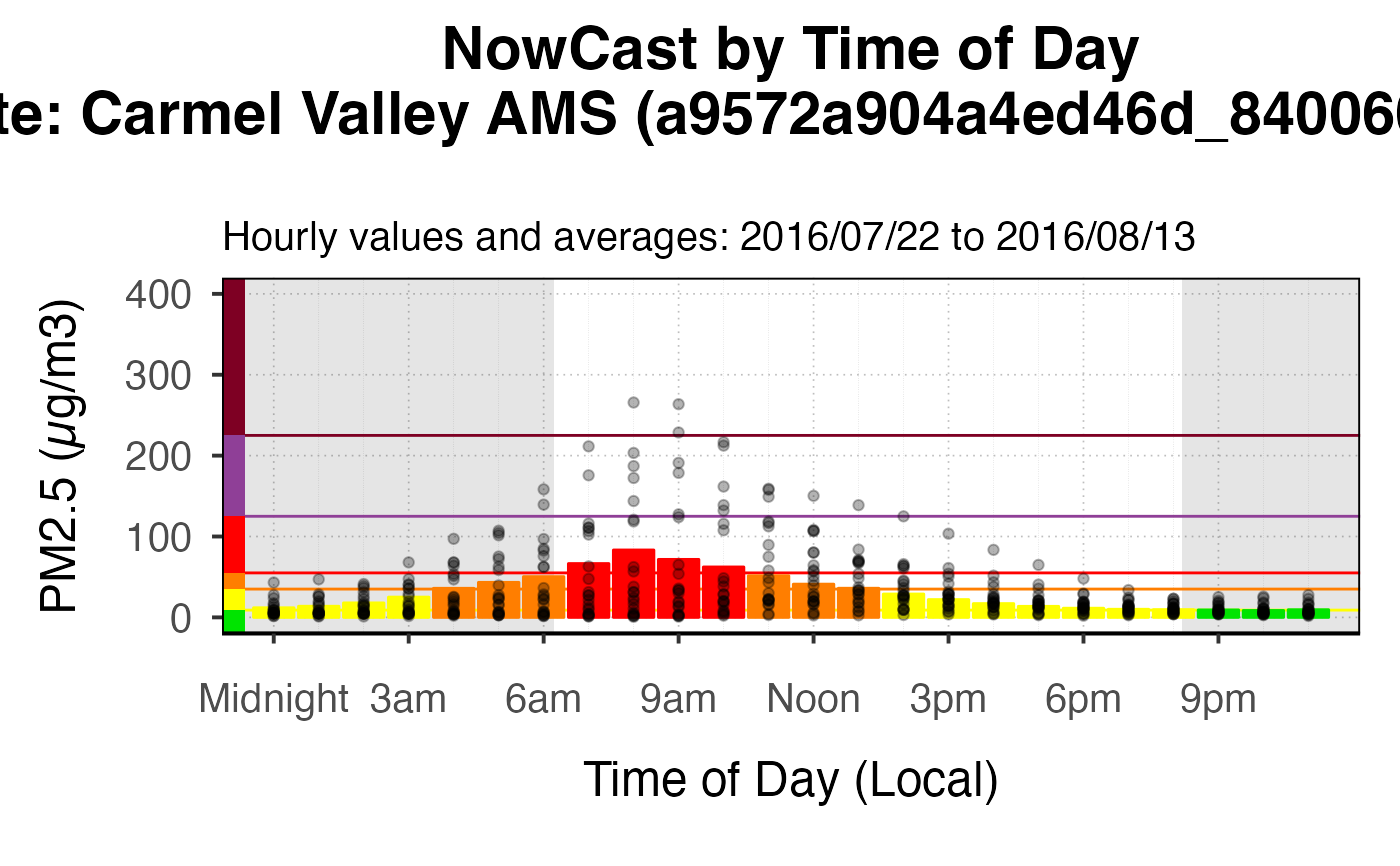 NowCast by Time of Day
te: Carmel Valley AMS (a9572a904a4ed46d_84006
Hourly values and averages: 2016/07/22 to 2016/08/13
PM2.5 (µg/m3)
400
300
200
100
0
Midnight 3am 6am 9am Noon 3pm 6pm 9pm
Time of Day (Local)